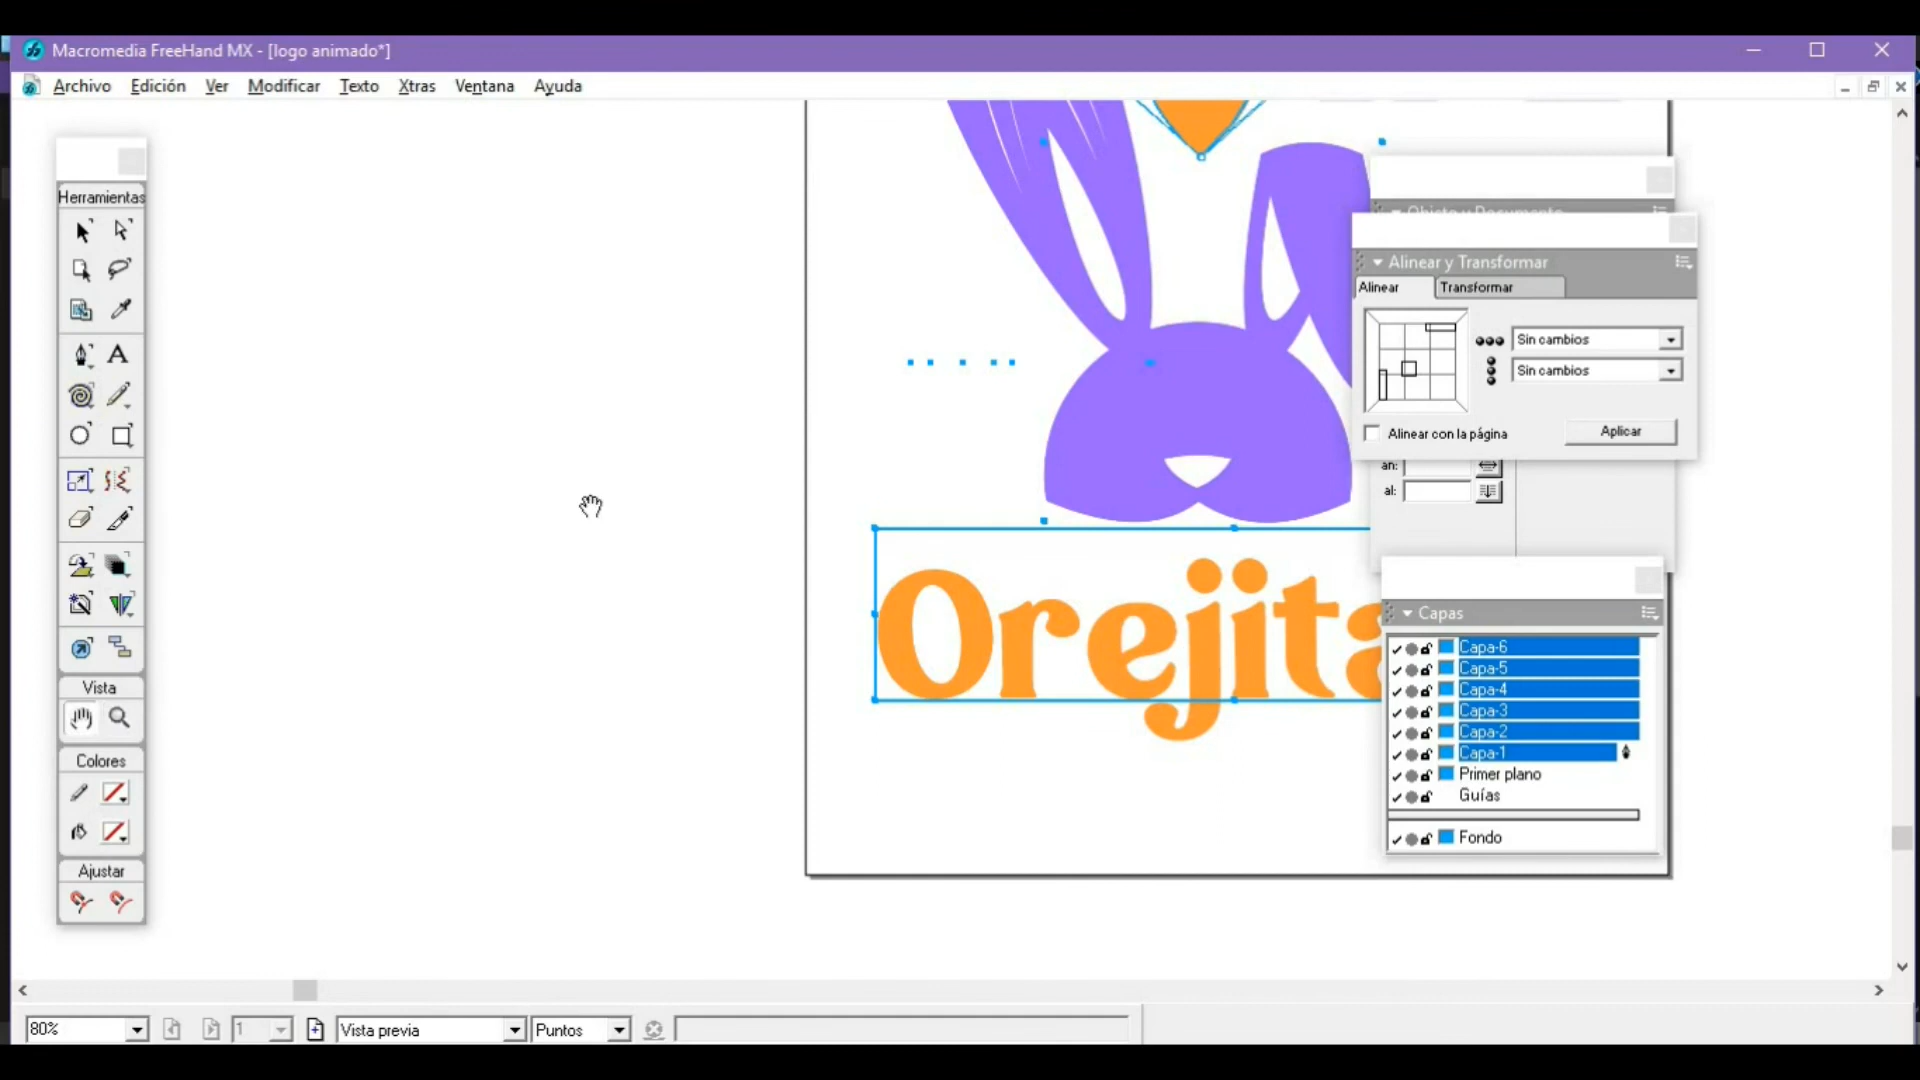 Macromedia FreeHand MX - [logo animado*]
Archivo Edición Ver Modificar Texto Xtras Ventana Ayuda
Herramientas
Vista
Colores
Ajustar
Objeto y Documento
Alinear y Transformar
Alinear Transformar
Sin cambios
Sin cambios
Alinear con la página Aplicar
an:
al:
Orejita
Capas
Capa-6
Capa-5
Capa-4
Capa-3
Capa-2
Capa-1
Primer plano
Guías
Fondo
80% 1 Vista previa Puntos